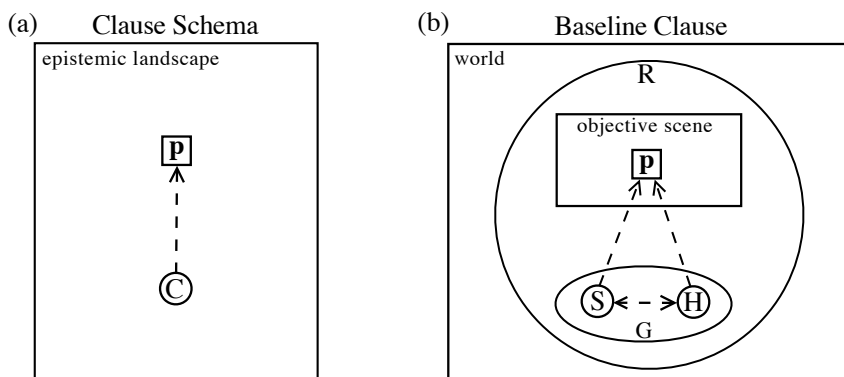 (a) Clause Schema
epistemic landscape
p
C
(b) Baseline Clause
world
R
objective scene
p
S H
G